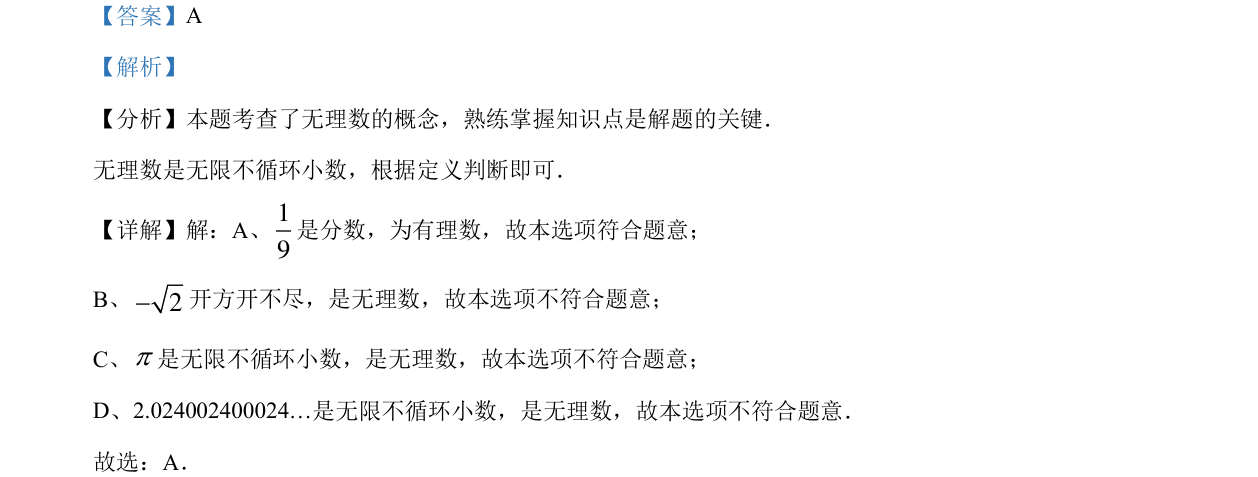 【答案】A
【解析】
【分析】本题考查了无理数的概念，熟练掌握知识点是解题的关键．
无理数是无限不循环小数，根据定义判断即可．
【详解】解：A、1/9 是分数，为有理数，故本选项符合题意；
B、−√2 开方开不尽，是无理数，故本选项不符合题意；
C、π 是无限不循环小数，是无理数，故本选项不符合题意；
D、2.024002400024…是无限不循环小数，是无理数，故本选项不符合题意．
故选：A．